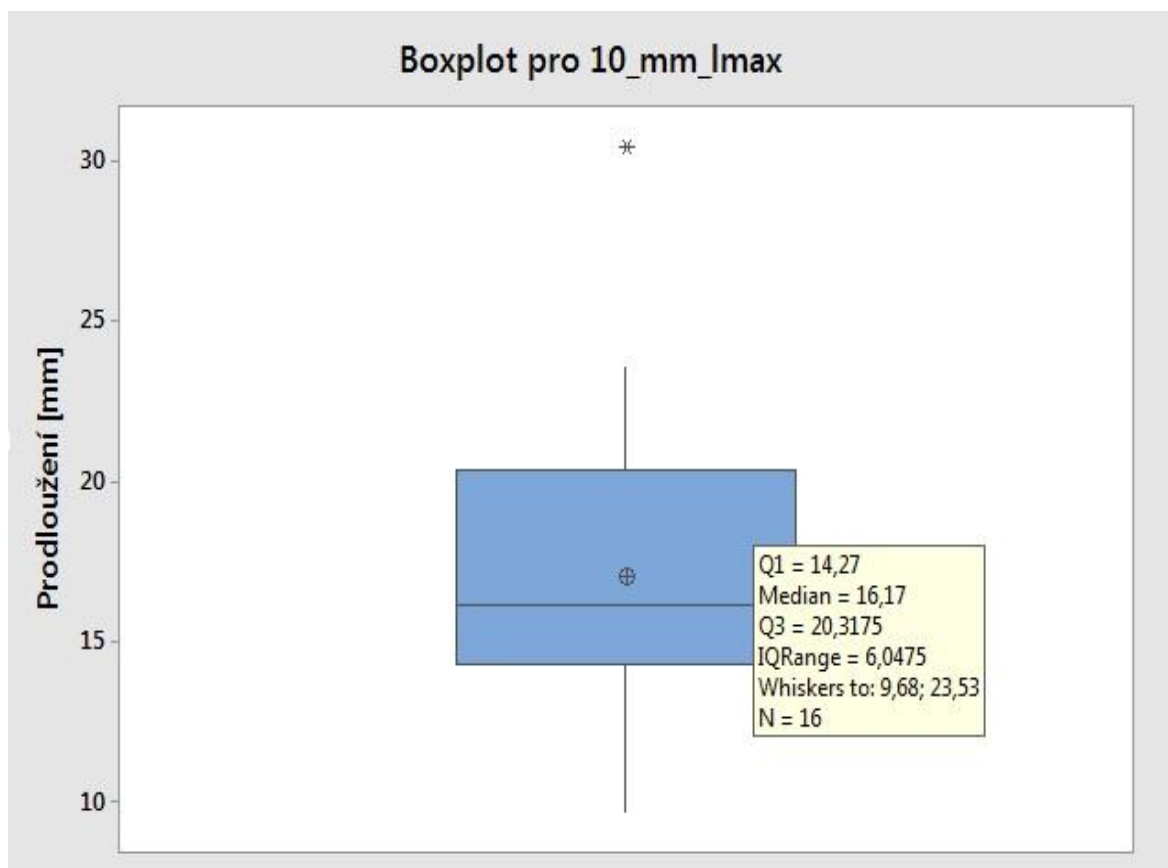 Boxplot pro 10_mm_lmax
Prodloužení [mm]
30
25
20
15
10
Q1 = 14,27
Median = 16,17
Q3 = 20,3175
IQRange = 6,0475
Whiskers to: 9,68; 23,53
N = 16